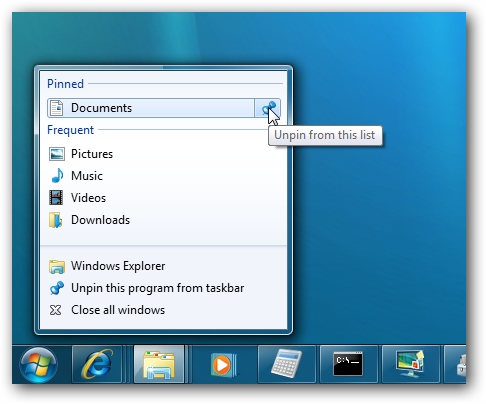 Pinned
Documents
Unpin from this list
Frequent
Pictures
Music
Videos
Downloads
Windows Explorer
Unpin this program from taskbar
Close all windows
C:\_